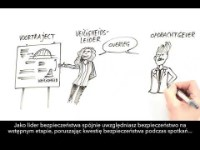 VOORTRAJECT
VEILIGHEIDS-
LEIDER
OVERLEG
OPDRACHTGEVER
Jako lider bezpieczeństwa spójnie uwzględniasz bezpieczeństwo na
wstępnym etapie, poruszając kwestię bezpieczeństwa podczas spotkań...